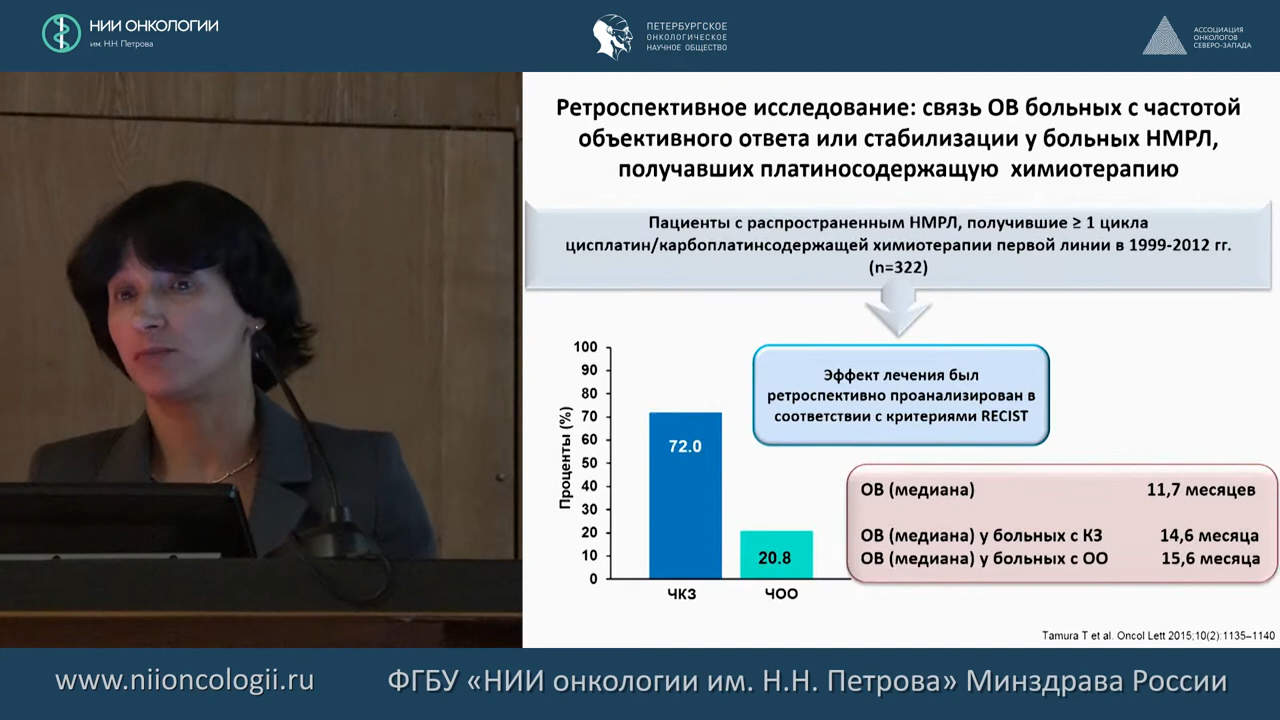 НИИ ОНКОЛОГИИ
им. Н.Н. Петрова
ПЕТЕРБУРГСКОЕ
ОНКОЛОГИЧЕСКОЕ
НАУЧНОЕ ОБЩЕСТВО
АССОЦИАЦИЯ
ОНКОЛОГОВ
СЕВЕРО-ЗАПАДА
Ретроспективное исследование: связь ОВ больных с частотой
объективного ответа или стабилизации у больных НМРЛ,
получавших платиносодержащую химиотерапию
Пациенты с распространенным НМРЛ, получившие ≥ 1 цикла
цисплатин/карбоплатинсодержащей химиотерапии первой линии в 1999-2012 гг.
(n=322)
Эффект лечения был
ретроспективно проанализирован в
соответствии с критериями RECIST
Проценты (%)
100
90
80
70
60
50
40
30
20
10
0
72.0
20.8
ЧКЗ
ЧОО
ОВ (медиана) 11,7 месяцев
ОВ (медиана) у больных с КЗ 14,6 месяца
ОВ (медиана) у больных с ОО 15,6 месяца
Tamura T et al. Oncol Lett 2015;10(2):1135–1140
www.niioncologii.ru
ФГБУ «НИИ онкологии им. Н.Н. Петрова» Минздрава России